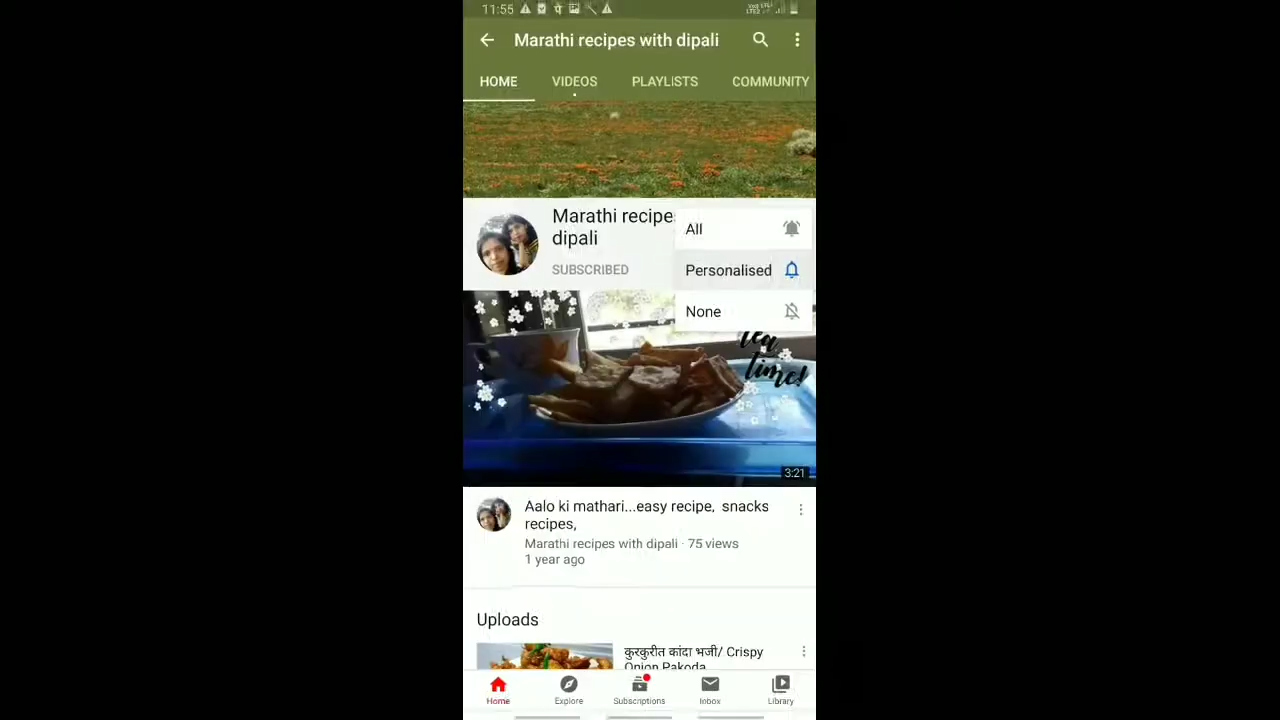 11:55
Marathi recipes with dipali
HOME VIDEOS PLAYLISTS COMMUNITY
Marathi recipes
dipali
SUBSCRIBED
All
Personalised
None
tea
time!
3:21
Aalo ki mathari...easy recipe, snacks
recipes,
Marathi recipes with dipali · 75 views
1 year ago
Uploads
कुरकुरीत कांदा भजी/ Crispy
Onion Pakoda
Home Explore Subscriptions Inbox Library